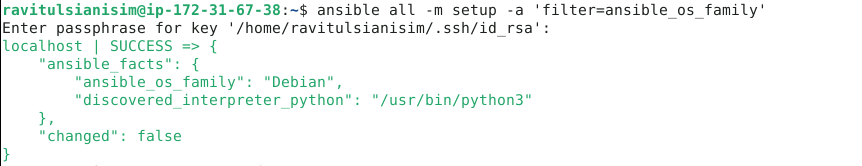 ravitulsianisim@ip-172-31-67-38:~$ ansible all -m setup -a 'filter=ansible_os_family'
Enter passphrase for key '/home/ravitulsianisim/.ssh/id_rsa':
localhost | SUCCESS => {
    "ansible_facts": {
        "ansible_os_family": "Debian",
        "discovered_interpreter_python": "/usr/bin/python3"
    },
    "changed": false
}